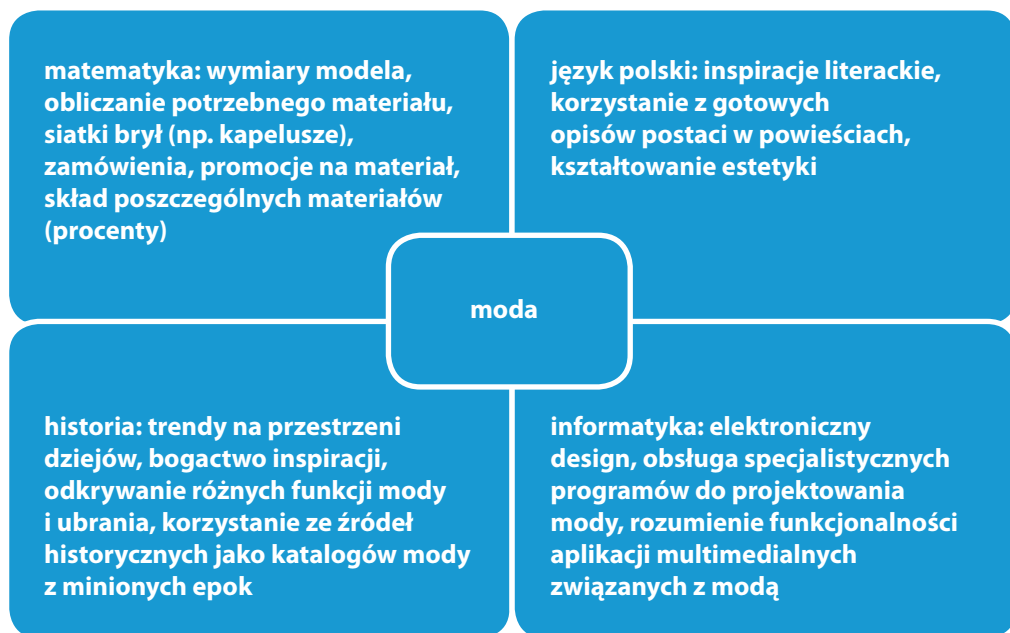 matematyka: wymiary modela,
obliczanie potrzebnego materiału,
siatki brył (np. kapelusze),
zamówienia, promocje na materiał,
skład poszczególnych materiałów
(procenty)
język polski: inspiracje literackie,
korzystanie z gotowych
opisów postaci w powieściach,
kształtowanie estetyki
moda
historia: trendy na przestrzeni
dziejów, bogactwo inspiracji,
odkrywanie różnych funkcji mody
i ubrania, korzystanie ze źródeł
historycznych jako katalogów mody
z minionych epok
informatyka: elektroniczny
design, obsługa specjalistycznych
programów do projektowania
mody, rozumienie funkcjonalności
aplikacji multimedialnych
związanych z modą